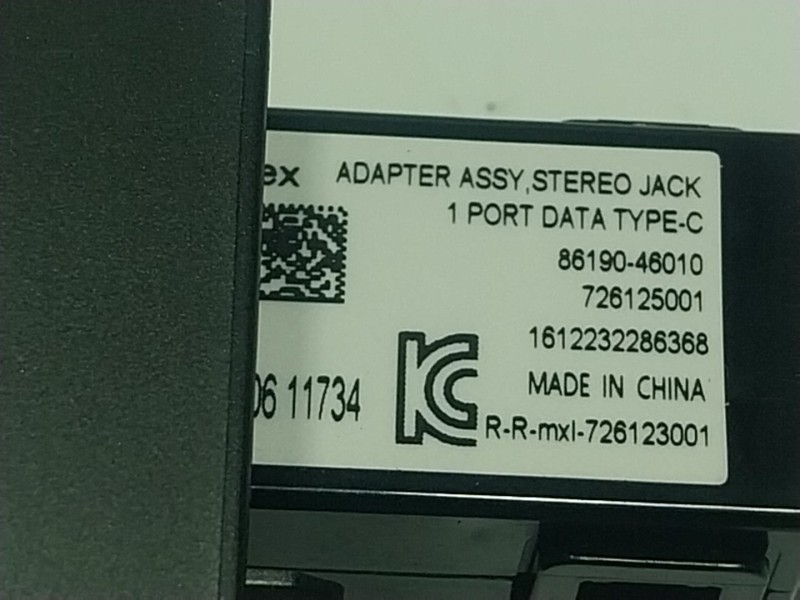 ex
ADAPTER ASSY,STEREO JACK
1 PORT DATA TYPE-C
86190-46010
726125001
1612232286368
MADE IN CHINA
06 11734
R-R-mxl-726123001